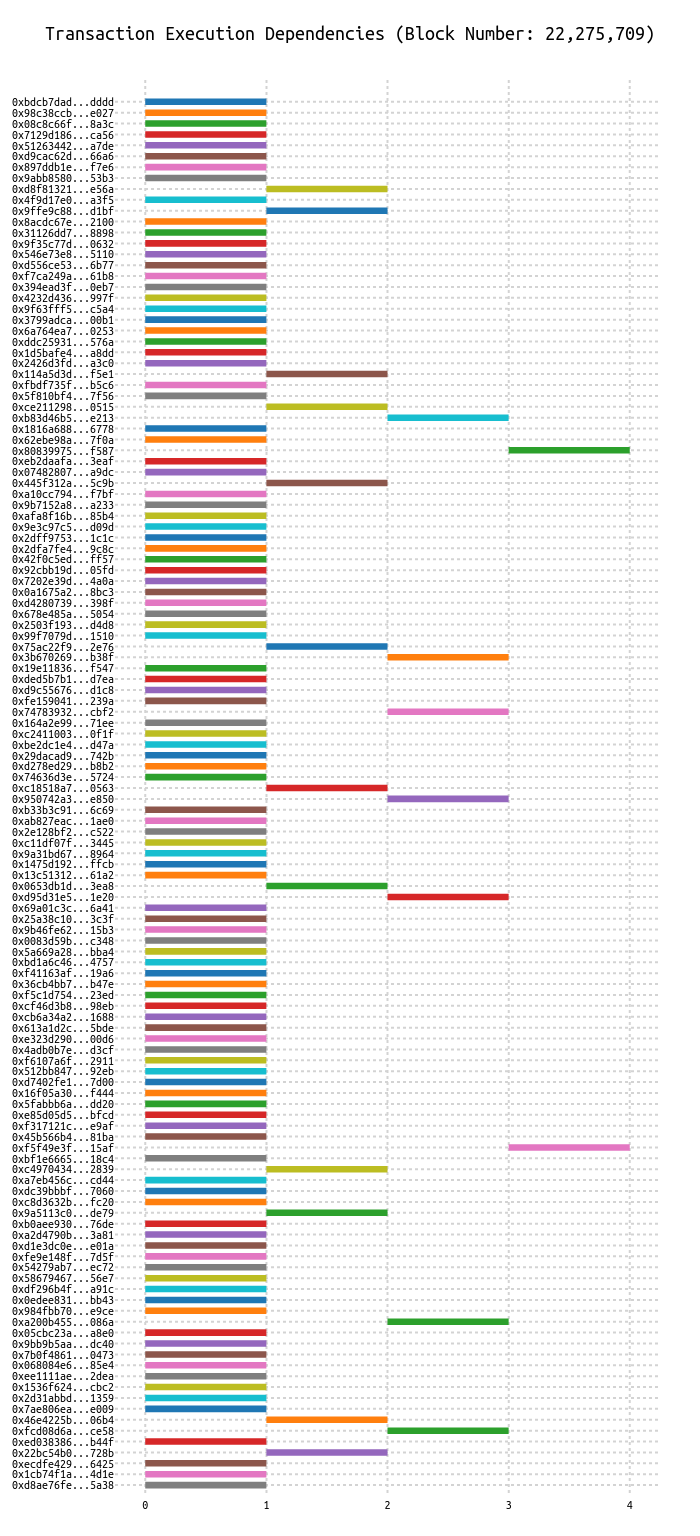 Transaction Execution Dependencies (Block Number: 22,275,709)
0xbdcb7dad...dddd
0x98c38ccb...e027
0x08c8c66f...8a3c
0x7129d186...ca56
0x51263442...a7de
0xd9cac62d...66a6
0x897ddb1e...f7e6
0x9abb8580...53b3
0xd8f81321...e56a
0x4f9d17e0...a3f5
0x9ffe9c88...d1bf
0x8acdc67e...2100
0x31126dd7...8898
0x9f35c77d...0632
0x546e73e8...5110
0xd556ce53...6b77
0xf7ca249a...61b8
0x394ead3f...0eb7
0x4232d436...997f
0x9f63fff5...c5a4
0x3799adca...00b1
0x6a764ea7...0253
0xddc25931...576a
0x1d5bafe4...a8dd
0x2426d3fd...a3c0
0x114a5d3d...f5e1
0xfbdf735f...b5c6
0x5f810bf4...7f56
0xce211298...0515
0xb83d46b5...e213
0x1816a688...6778
0x62ebe98a...7f0a
0x80839975...f587
0xeb2daafa...3eaf
0x07482807...a9dc
0x445f312a...5c9b
0xa10cc794...f7bf
0x9b7152a8...a233
0xafa8f16b...85b4
0x9e3c97c5...d09d
0x2dff9753...1c1c
0x2dfa7fe4...9c8c
0x42f0c5ed...ff57
0x92cbb19d...05fd
0x7202e39d...4a0a
0x0a1675a2...8bc3
0xd4280739...398f
0x678e485a...5054
0x2503f193...d4d8
0x99f7079d...1510
0x75ac22f9...2e76
0x3b670269...b38f
0x19e11836...f547
0xded5b7b1...d7ea
0xd9c55676...d1c8
0xfe159041...239a
0x74783932...cbf2
0x164a2e99...71ee
0xc2411003...0f1f
0xbe2dc1e4...d47a
0x29dacad9...742b
0xd278ed29...b8b2
0x74636d3e...5724
0xc18518a7...0563
0x950742a3...e850
0xb33b3c91...6c69
0xab827eac...1ae0
0x2e128bf2...c522
0xc11df07f...3445
0x9a31bd67...8964
0x1475d192...ffcb
0x13c51312...61a2
0x0653db1d...3ea8
0xd95d31e5...1e20
0x69a01c3c...6a41
0x25a38c10...3c3f
0x9b46fe62...15b3
0x0083d59b...c348
0x5a669a28...bba4
0xbd1a6c46...4757
0xf41163af...19a6
0x36cb4bb7...b47e
0xf5c1d754...23ed
0xcf46d3b8...98eb
0xcb6a34a2...1688
0x613a1d2c...5bde
0xe323d290...00d6
0x4adb0b7e...d3cf
0xf6107a6f...2911
0x512bb847...92eb
0xd7402fe1...7d00
0x16f05a30...f444
0x5fabbb6a...dd20
0xe85d05d5...bfcd
0xf317121c...e9af
0x45b566b4...81ba
0xf5f49e3f...15af
0xbf1e6665...18c4
0xc4970434...2839
0xa7eb456c...cd44
0xdc39bbbf...7060
0xc8d3632b...fc20
0x9a5113c0...de79
0xb0aee930...76de
0xa2d4790b...3a81
0xd1e3dc0e...e01a
0xfe9e148f...7d5f
0x54279ab7...ec72
0x58679467...56e7
0xdf296b4f...a91c
0x0edee831...bb43
0x984fbb70...e9ce
0xa200b455...086a
0x05cbc23a...a8e0
0x9bb9b5aa...dc40
0x7b0f4861...0473
0x068084e6...85e4
0xee1111ae...2dea
0x1536f624...cbc2
0x2d31abbd...1359
0x7ae806ea...e009
0x46e4225b...06b4
0xfcd08d6a...ce58
0xed038386...b44f
0x22bc54b0...728b
0xecdfe429...6425
0x1cb74f1a...4d1e
0xd8ae76fe...5a38
0 1 2 3 4